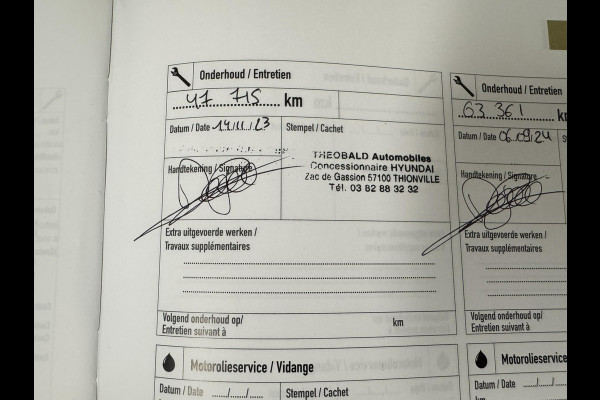 Onderhoud / Entretien
47 715 km
Datum / Date 14/11/23
Stempel / Cachet
Handtekening / Signature
THEOBALD Automobiles
Concessionnaire HYUNDAI
Zac de Gassion 57100 THIONVILLE
Tél. 03 82 88 32 32
Extra uitgevoerde werken /
Travaux supplémentaires
Volgend onderhoud op/
Entretien suivant à
km
Motorolieservice / Vidange
Datum / Date ..../..../....
Stempel / Cachet
Onderhoud / Entretien
63 361
Datum / Date 06/09/24
Handtekening / Signature
Extra uitgevoerde werken /
Travaux supplémentaires
Volgend onderhoud op/
Entretien suivant à
Motorolieservice
Datum / Date ..../..../....